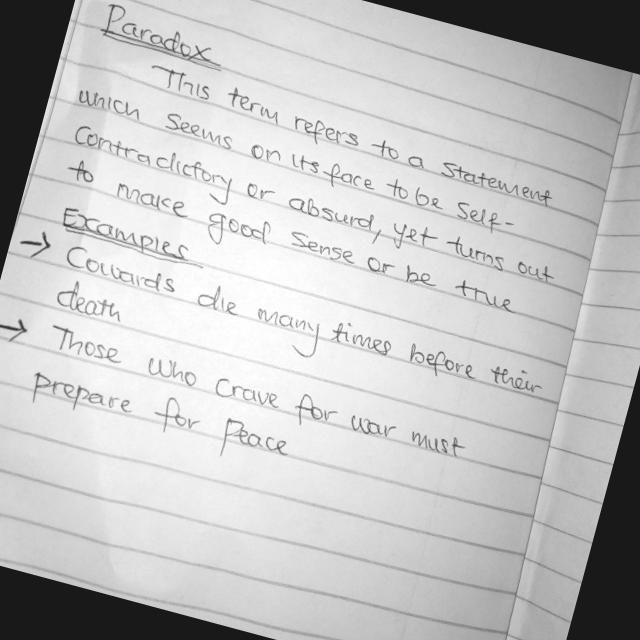 Paradox
This term refers to a statement
which seems on its face to be self-
contradictory or absurd, yet turns out
to make good sense or be true
Examples
→ Cowards die many times before their
death
→ Those who crave for war must
prepare for Peace